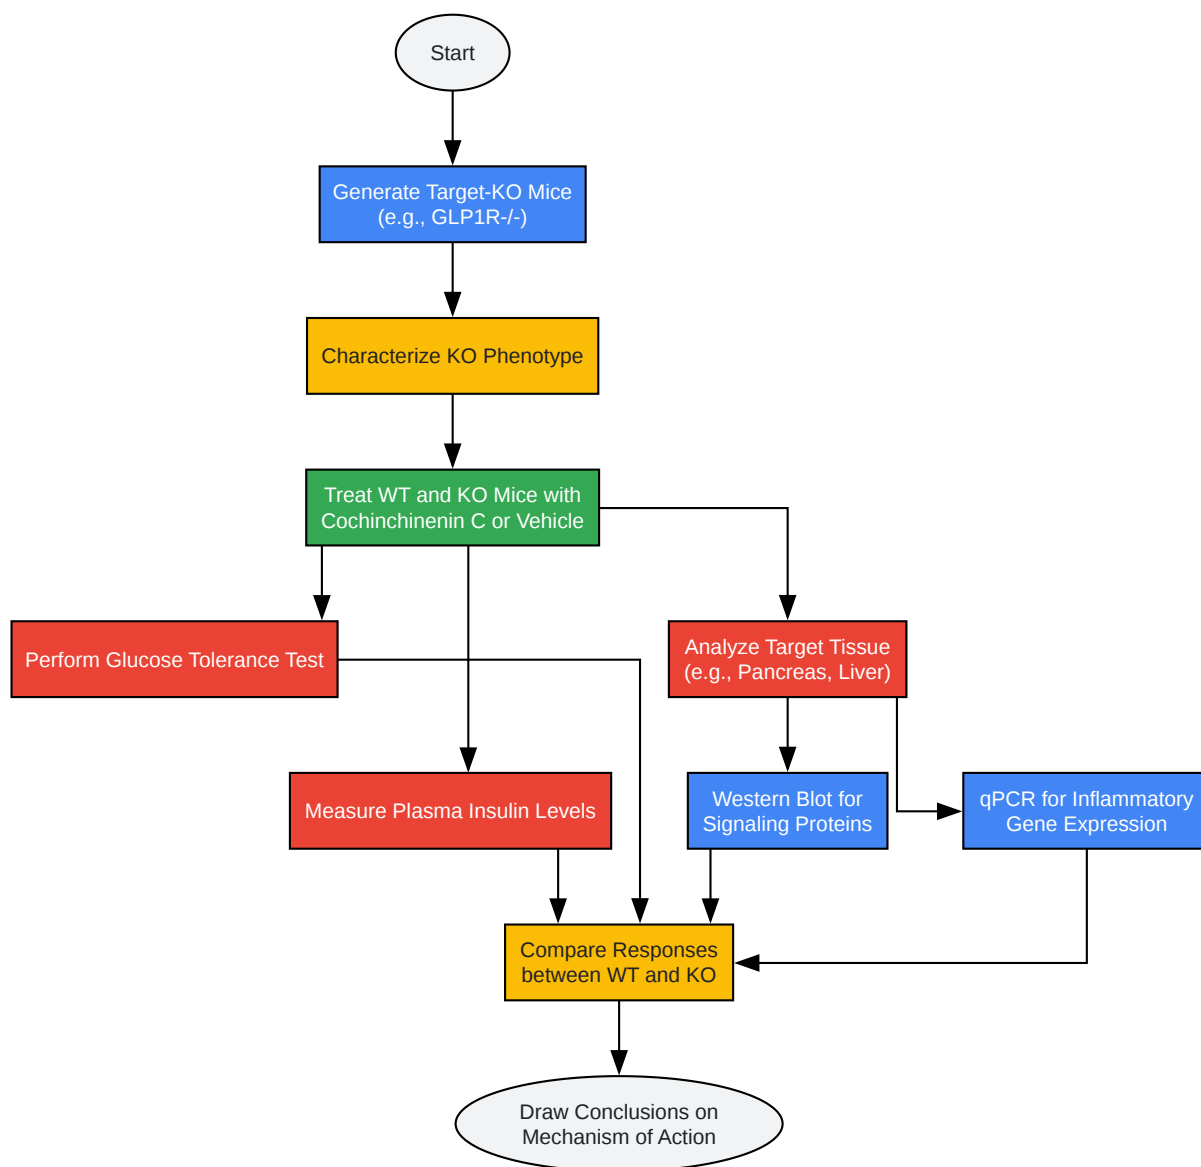 Start
Generate Target-KO Mice
(e.g., GLP1R-/-)
Characterize KO Phenotype
Treat WT and KO Mice with
Cochinchinenin C or Vehicle
Perform Glucose Tolerance Test
Analyze Target Tissue
(e.g., Pancreas, Liver)
Measure Plasma Insulin Levels
Western Blot for
Signaling Proteins
qPCR for Inflammatory
Gene Expression
Compare Responses
between WT and KO
Draw Conclusions on
Mechanism of Action